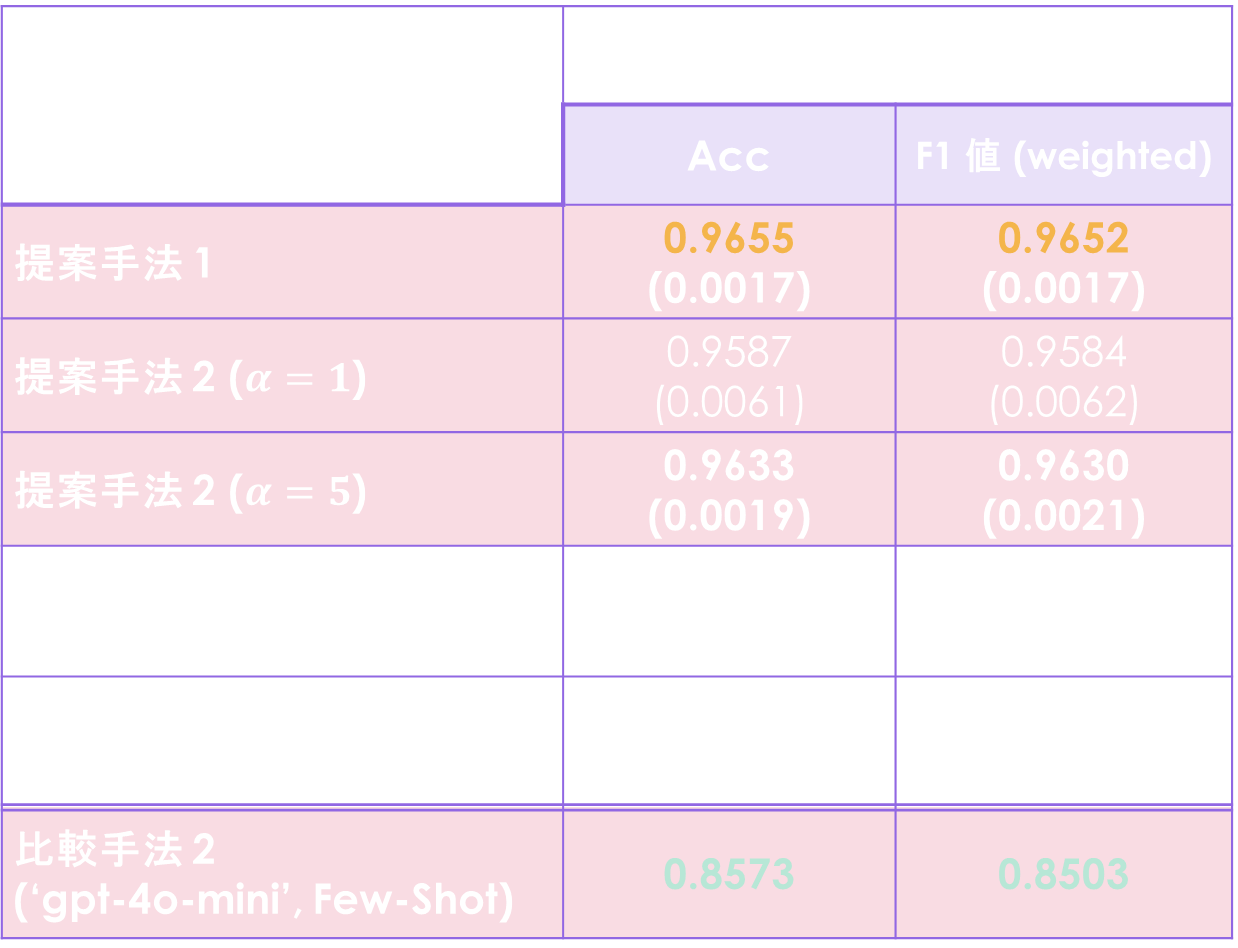 Acc
F1 値 (weighted)
提案手法 1
0.9655
(0.0017)
0.9652
(0.0017)
提案手法 2 (𝜶 = 𝟏)
0.9587
(0.0061)
0.9584
(0.0062)
提案手法 2 (𝜶 = 𝟓)
0.9633
(0.0019)
0.9630
(0.0021)
比較手法 2
(‘gpt-4o-mini’, Few-Shot)
0.8573
0.8503